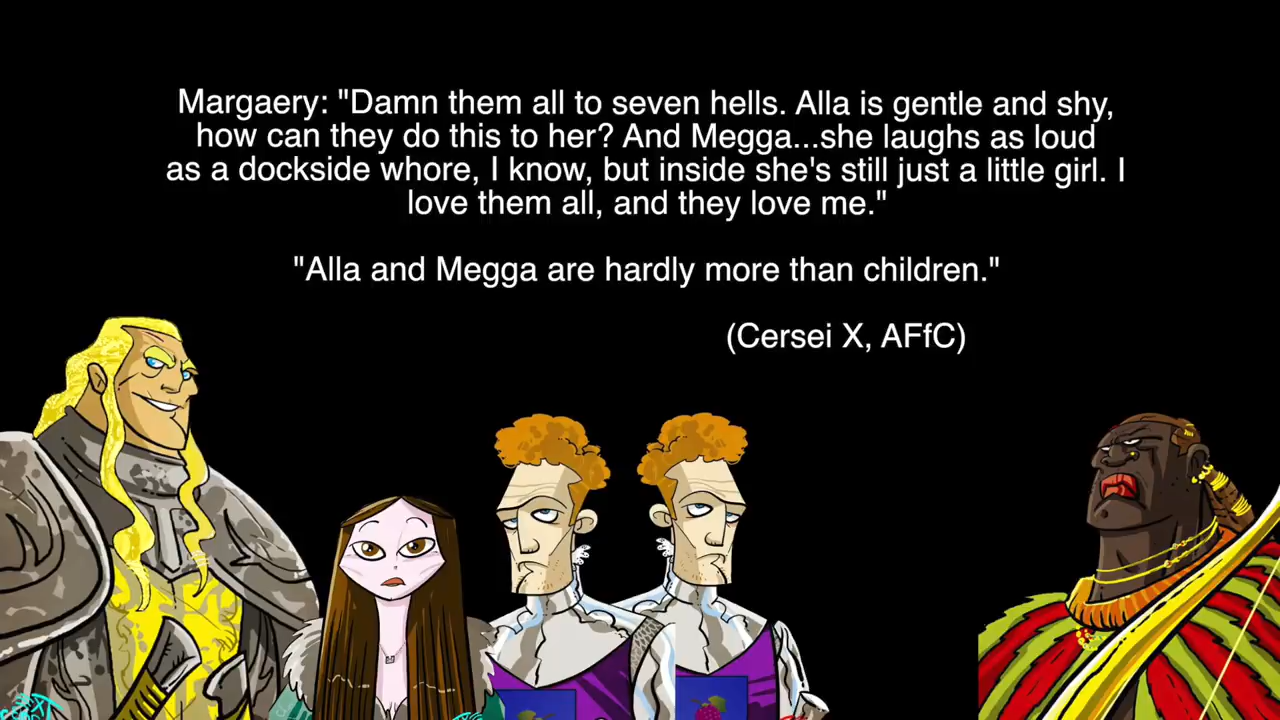 Margaery: "Damn them all to seven hells. Alla is gentle and shy,
how can they do this to her? And Megga...she laughs as loud
as a dockside whore, I know, but inside she's still just a little girl. I
love them all, and they love me."
"Alla and Megga are hardly more than children."
(Cersei X, AFfC)